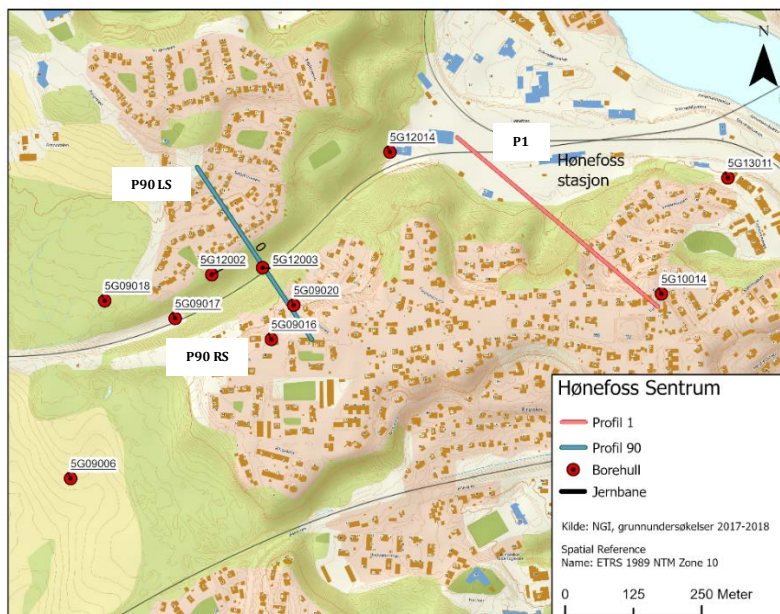 N
P1
5G12014
Hønefoss
stasjon
5G13011
P90 LS
5G12002
5G12003
5G09018
5G09020
5G10014
5G09017
5G09016
P90 RS
5G09006
Hønefoss Sentrum
Profil 1
Profil 90
Borehull
Jernbane
Kilde: NGI, grunnundersøkelser 2017-2018
Spatial Reference
Name: ETRS 1989 NTM Zone 10
0 125 250 Meter